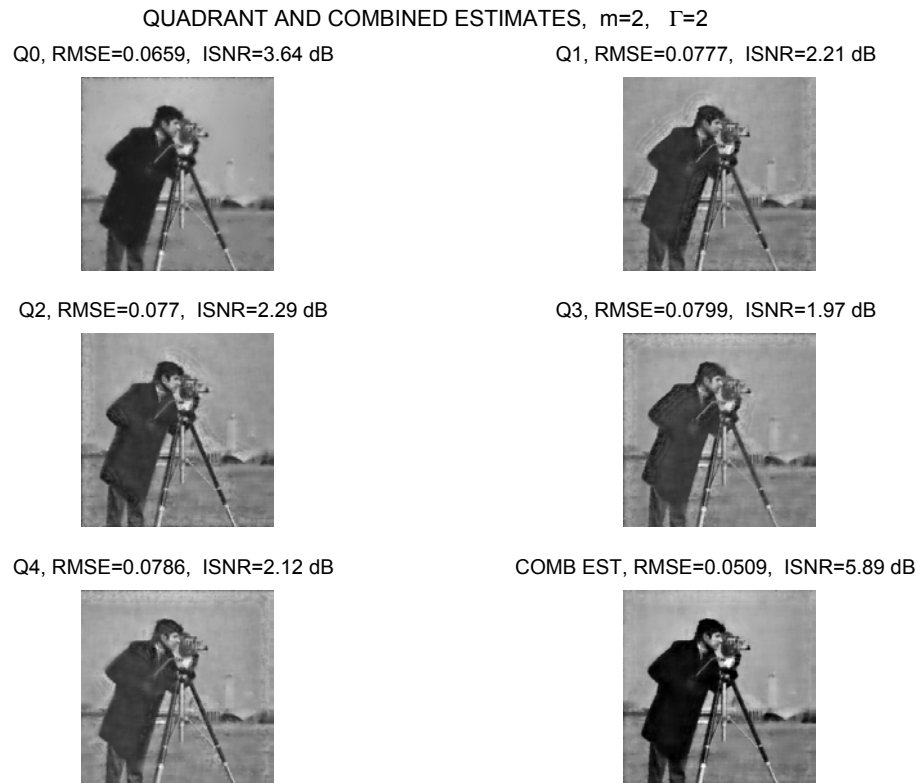 QUADRANT AND COMBINED ESTIMATES, m=2, Γ=2
Q0, RMSE=0.0659, ISNR=3.64 dB
Q1, RMSE=0.0777, ISNR=2.21 dB
Q2, RMSE=0.077, ISNR=2.29 dB
Q3, RMSE=0.0799, ISNR=1.97 dB
Q4, RMSE=0.0786, ISNR=2.12 dB
COMB EST, RMSE=0.0509, ISNR=5.89 dB